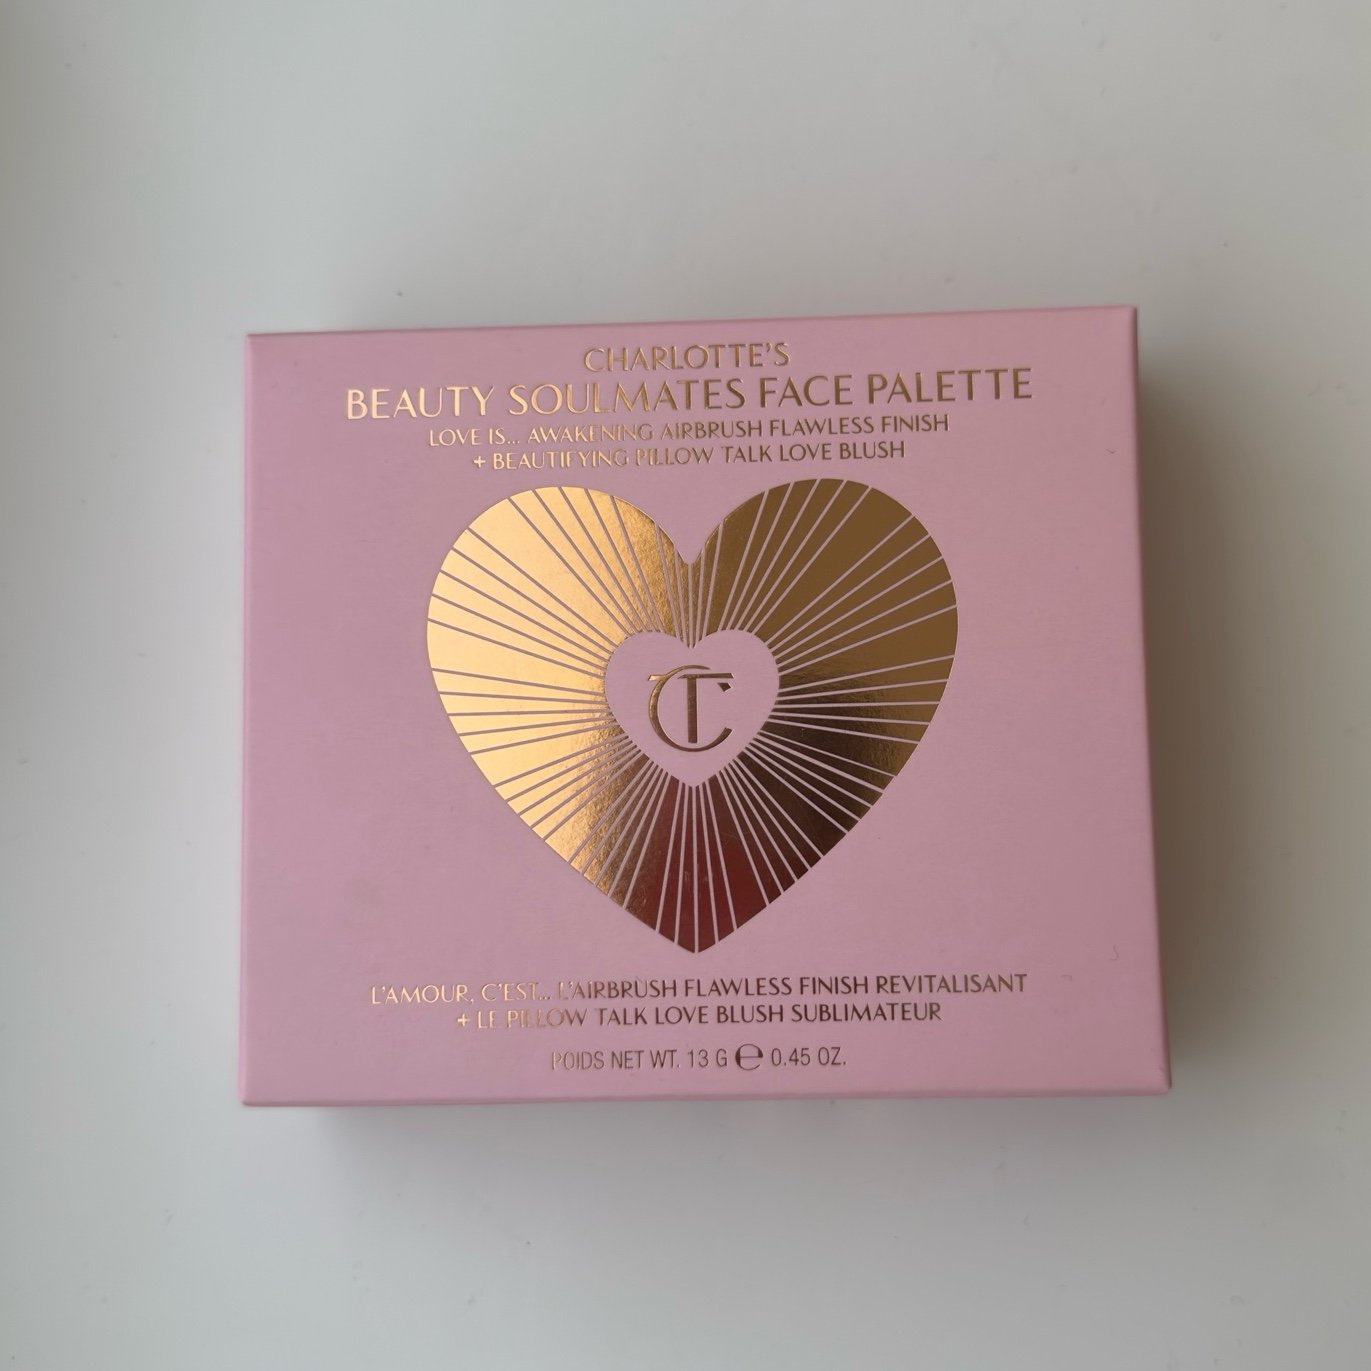 CHARLOTTE'S
BEAUTY SOULMATES FACE PALETTE
LOVE IS... AWAKENING AIRBRUSH FLAWLESS FINISH
+ BEAUTIFYING PILLOW TALK LOVE BLUSH
CT
L'AMOUR, C'EST... L'AIRBRUSH FLAWLESS FINISH REVITALISANT
+ LE PILLOW TALK LOVE BLUSH SUBLIMATEUR
POIDS NET WT. 13 G ℮ 0.45 OZ.